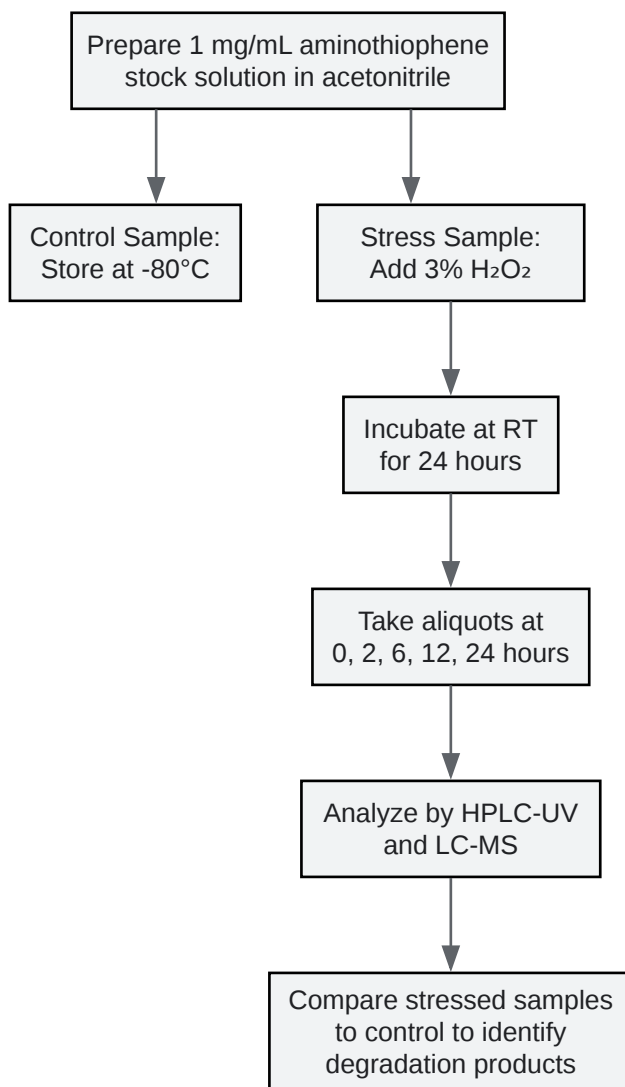 Prepare 1 mg/mL aminothiophene
stock solution in acetonitrile
Control Sample:
Store at -80°C
Stress Sample:
Add 3% H₂O₂
Incubate at RT
for 24 hours
Take aliquots at
0, 2, 6, 12, 24 hours
Analyze by HPLC-UV
and LC-MS
Compare stressed samples
to control to identify
degradation products